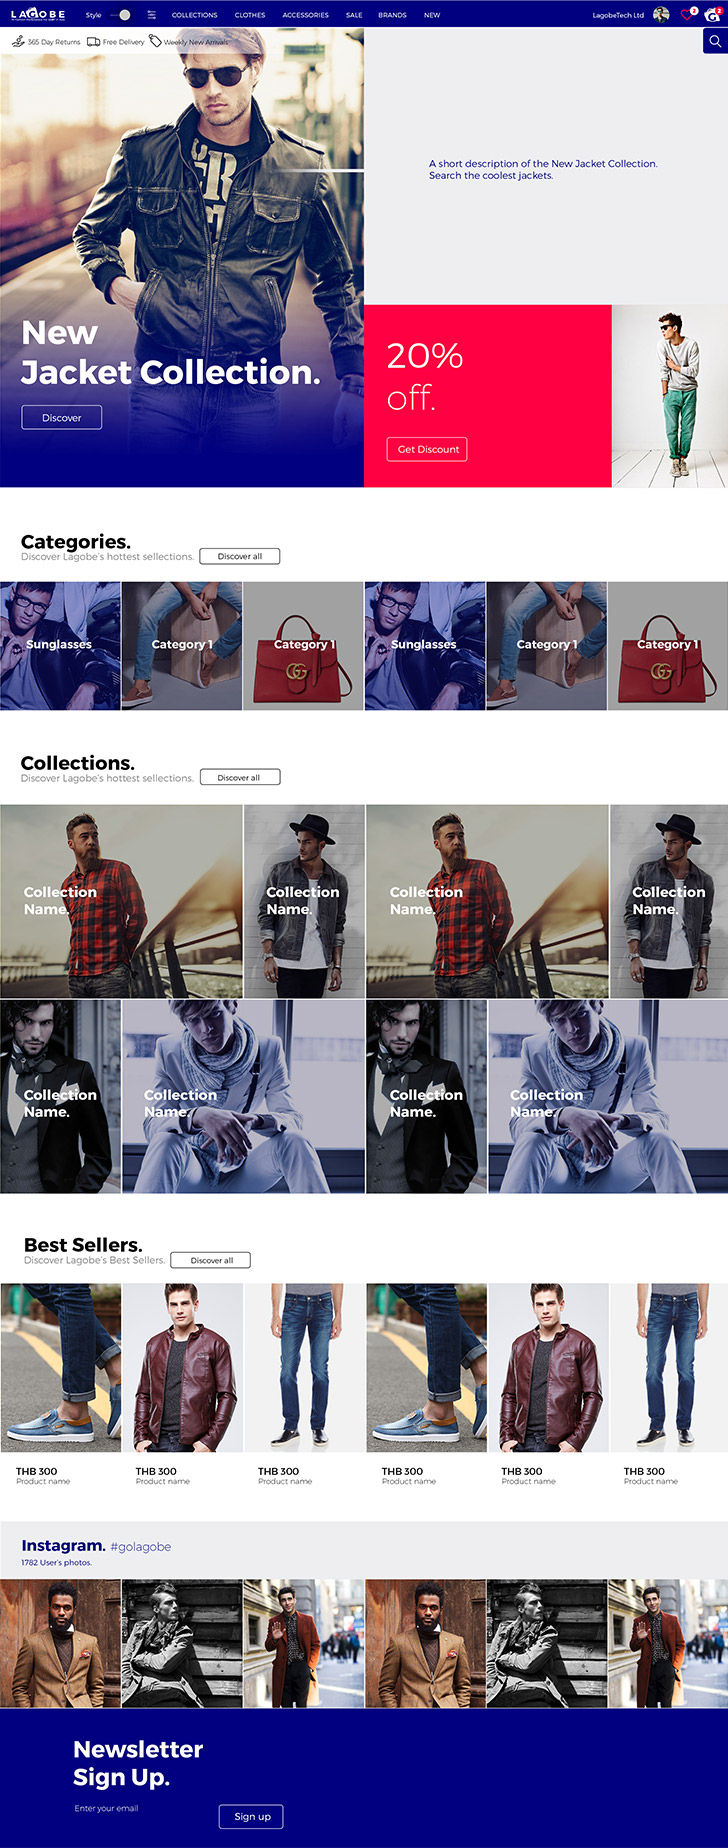 LAGOBE
Style
COLLECTIONS
CLOTHES
ACCESSORIES
SALE
BRANDS
NEW
LagobeTech Ltd
2
2
365 Day Returns
Free Delivery
Weekly New Arrivals
A short description of the New Jacket Collection.
Search the coolest jackets.
New
Jacket Collection.
Discover
20%
off.
Get Discount
Categories.
Discover Lagobe's hottest sellections.
Discover all
Sunglasses
Category 1
Category 1
Sunglasses
Category 1
Category 1
Collections.
Discover Lagobe's hottest sellections.
Discover all
Collection
Name.
Collection
Name.
Collection
Name.
Collection
Name.
Collection
Name.
Collection
Name.
Collection
Name.
Collection
Name.
Best Sellers.
Discover Lagobe's Best Sellers.
Discover all
THB 300
Product name
THB 300
Product name
THB 300
Product name
THB 300
Product name
THB 300
Product name
THB 300
Product name
Instagram. #golagobe
1782 User's photos.
Newsletter
Sign Up.
Enter your email
Sign up